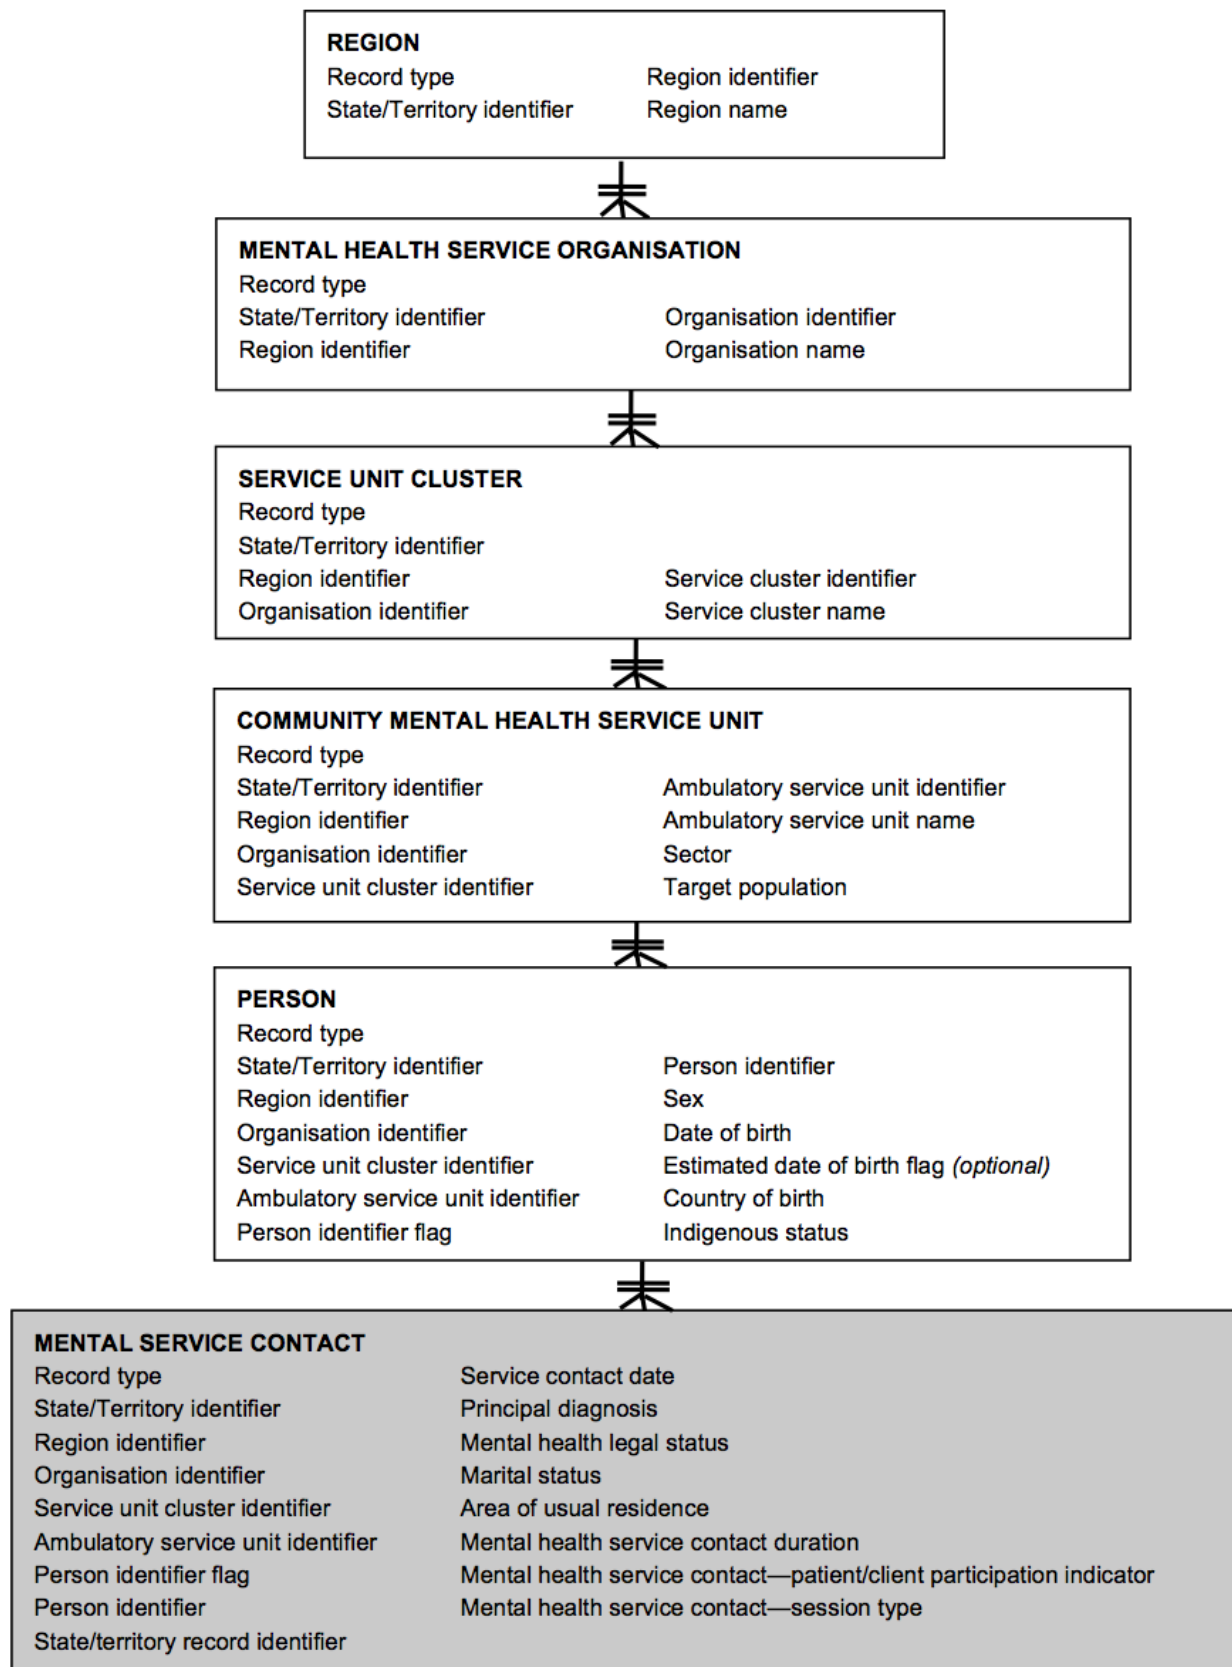 REGION
Record type Region identifier
State/Territory identifier Region name
MENTAL HEALTH SERVICE ORGANISATION
Record type
State/Territory identifier Organisation identifier
Region identifier Organisation name
SERVICE UNIT CLUSTER
Record type
State/Territory identifier
Region identifier Service cluster identifier
Organisation identifier Service cluster name
COMMUNITY MENTAL HEALTH SERVICE UNIT
Record type
State/Territory identifier Ambulatory service unit identifier
Region identifier Ambulatory service unit name
Organisation identifier Sector
Service unit cluster identifier Target population
PERSON
Record type
State/Territory identifier Person identifier
Region identifier Sex
Organisation identifier Date of birth
Service unit cluster identifier Estimated date of birth flag (optional)
Ambulatory service unit identifier Country of birth
Person identifier flag Indigenous status
MENTAL SERVICE CONTACT
Record type Service contact date
State/Territory identifier Principal diagnosis
Region identifier Mental health legal status
Organisation identifier Marital status
Service unit cluster identifier Area of usual residence
Ambulatory service unit identifier Mental health service contact duration
Person identifier flag Mental health service contact—patient/client participation indicator
Person identifier Mental health service contact—session type
State/territory record identifier